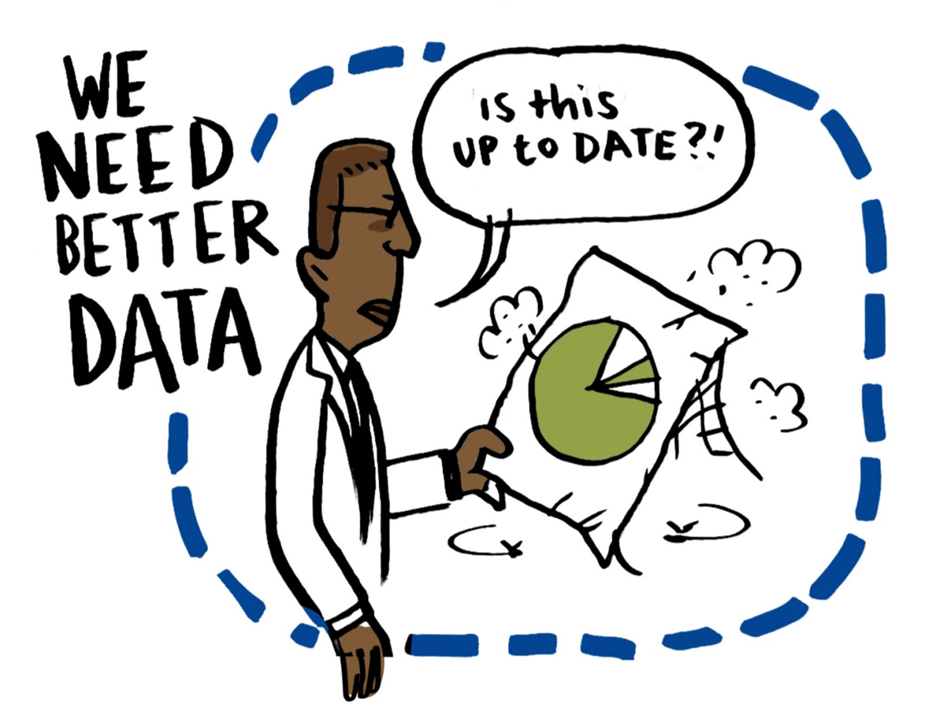 WE
NEED
BETTER
DATA
is this
UP to DATE?!